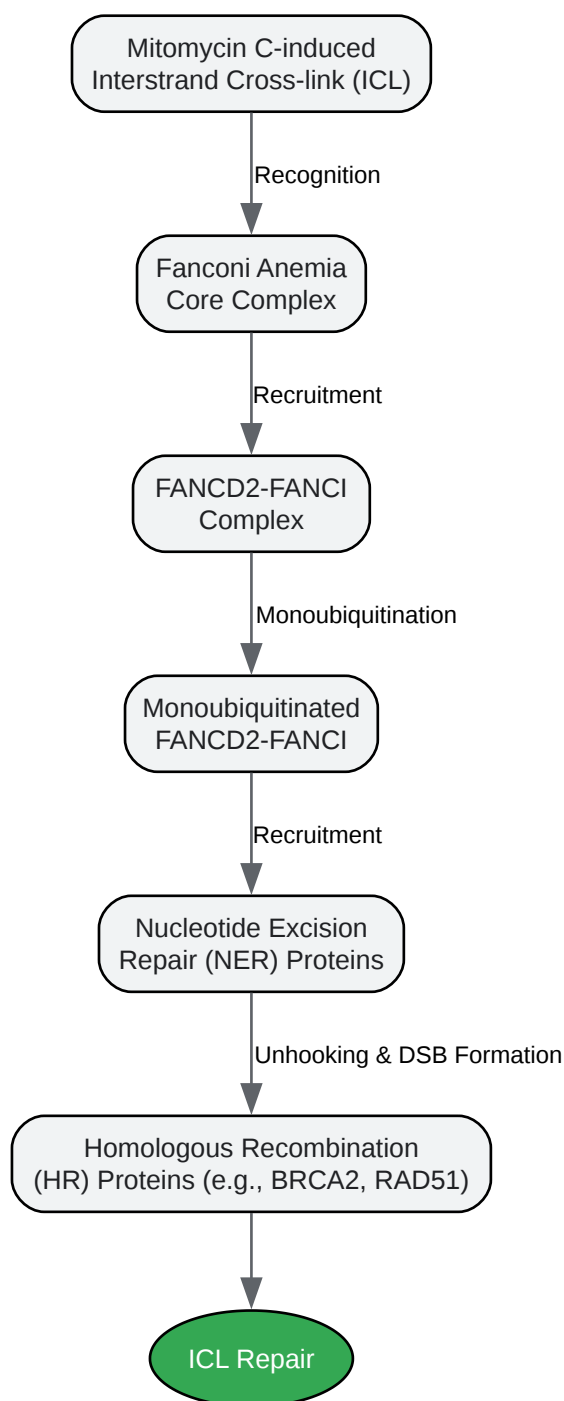 Mitomycin C-induced
Interstrand Cross-link (ICL)
Recognition
Fanconi Anemia
Core Complex
Recruitment
FANCD2-FANCI
Complex
Monoubiquitination
Monoubiquitinated
FANCD2-FANCI
Recruitment
Nucleotide Excision
Repair (NER) Proteins
Unhooking & DSB Formation
Homologous Recombination
(HR) Proteins (e.g., BRCA2, RAD51)
ICL Repair